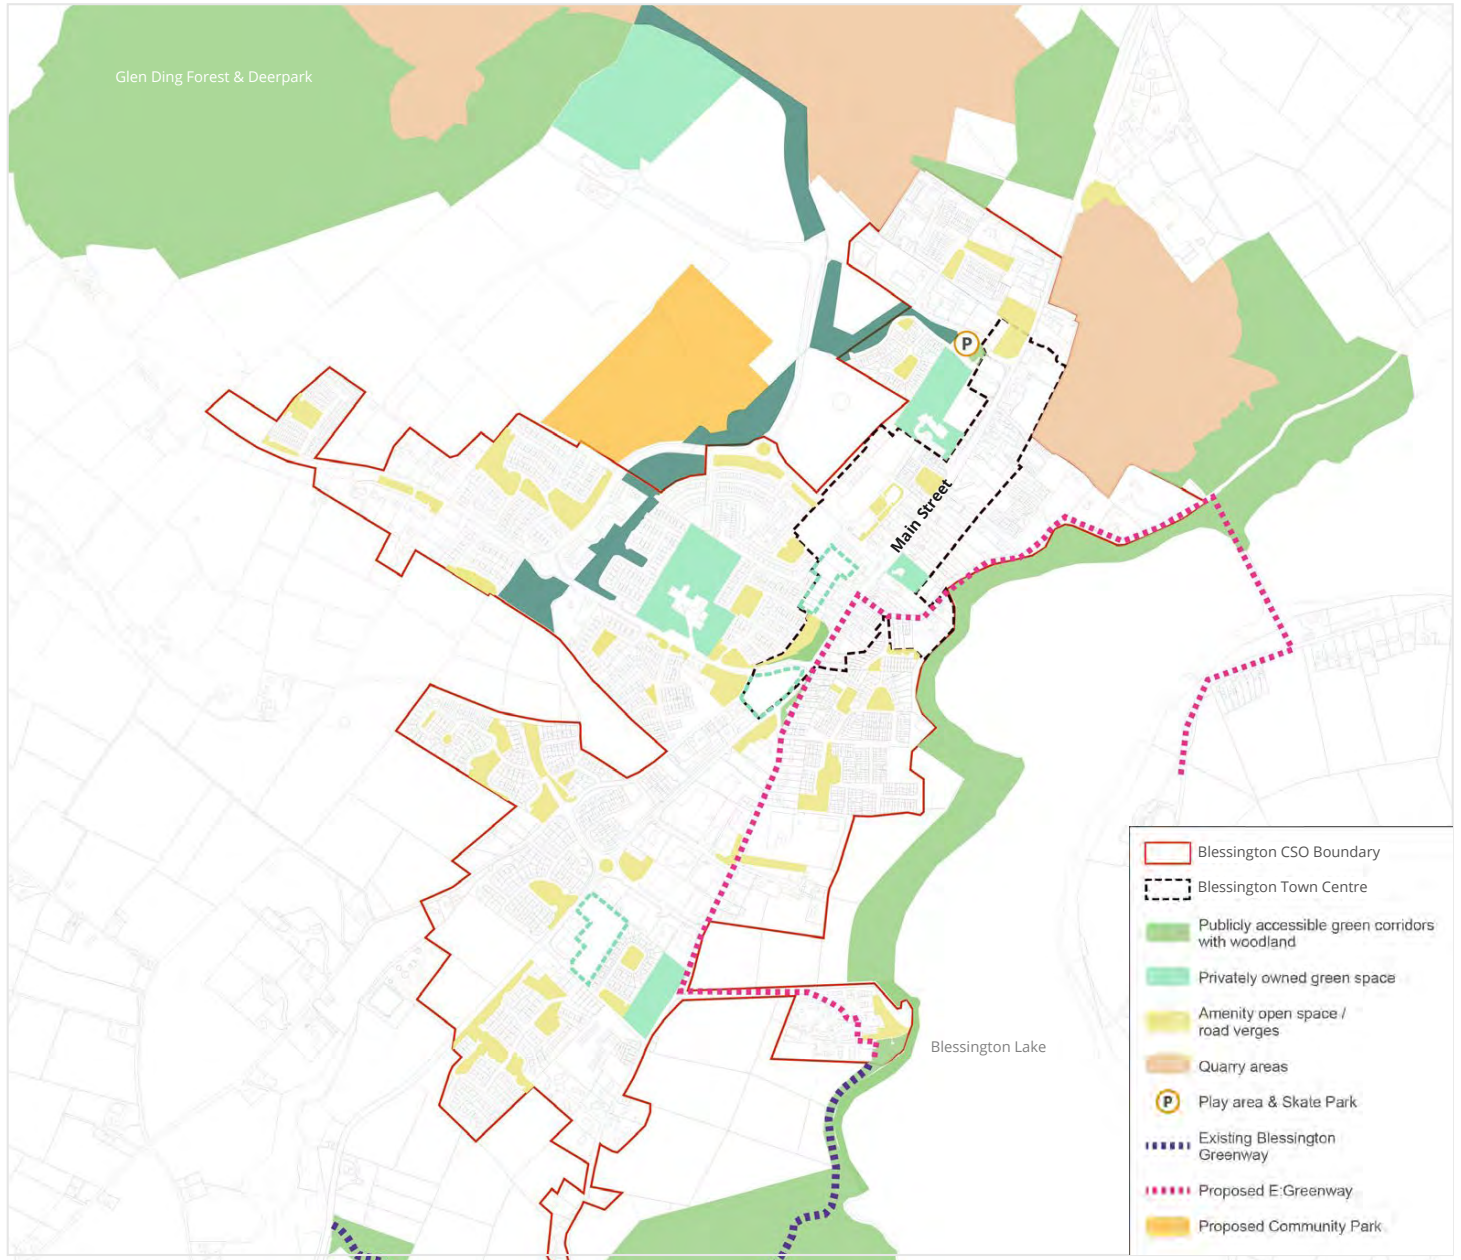 Glen Ding Forest & Deerpark
P
Main Street
Blessington Lake
Blessington CSO Boundary
Blessington Town Centre
Publicly accessible green corridors
with woodland
Privately owned green space
Amenity open space /
road verges
Quarry areas
P
Play area & Skate Park
Existing Blessington
Greenway
Proposed E:Greenway
Proposed Community Park